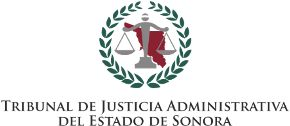 Tribunal de Justicia Administrativa
del Estado de Sonora